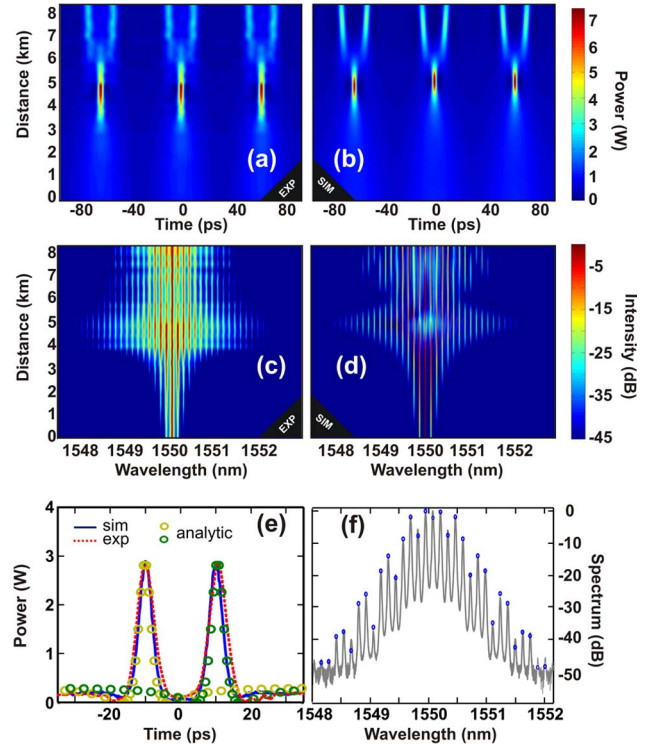 Distance (km)
8
7
6
5
4
3
2
1
0
-80 -40 0 40 80
Time (ps)
(a)
EXP
-80 -40 0 40 80
Time (ps)
(b)
SIM
7
6
5
4
3
2
1
0
Power (W)
Distance (km)
8
7
6
5
4
3
2
1
0
1548 1549 1550 1551 1552
Wavelength (nm)
(c)
EXP
1548 1549 1550 1551 1552
Wavelength (nm)
(d)
SIM
-5
-15
-25
-35
-45
Intensity (dB)
Power (W)
4
3
2
1
0
sim
exp
analytic
(e)
-20 0 20
Time (ps)
(f)
0
-10
-20
-30
-40
-50
Spectrum (dB)
1548 1549 1550 1551 1552
Wavelength (nm)